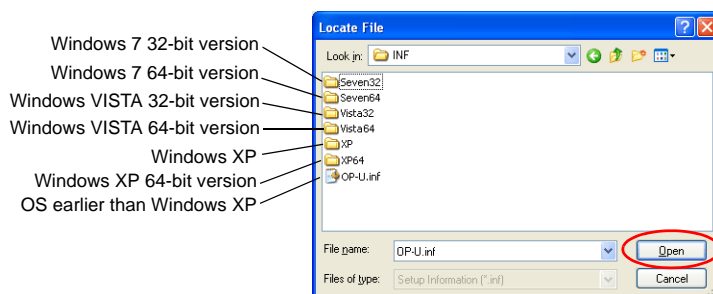 Locate File
Look in: INF
Windows 7 32-bit version
Seven32
Windows 7 64-bit version
Seven64
Windows VISTA 32-bit version
Vista32
Windows VISTA 64-bit version
Vista64
Windows XP
XP
Windows XP 64-bit version
XP64
OS earlier than Windows XP
OP-U.inf
File name: OP-U.inf Open
Files of type: Setup Information (*.inf) Cancel